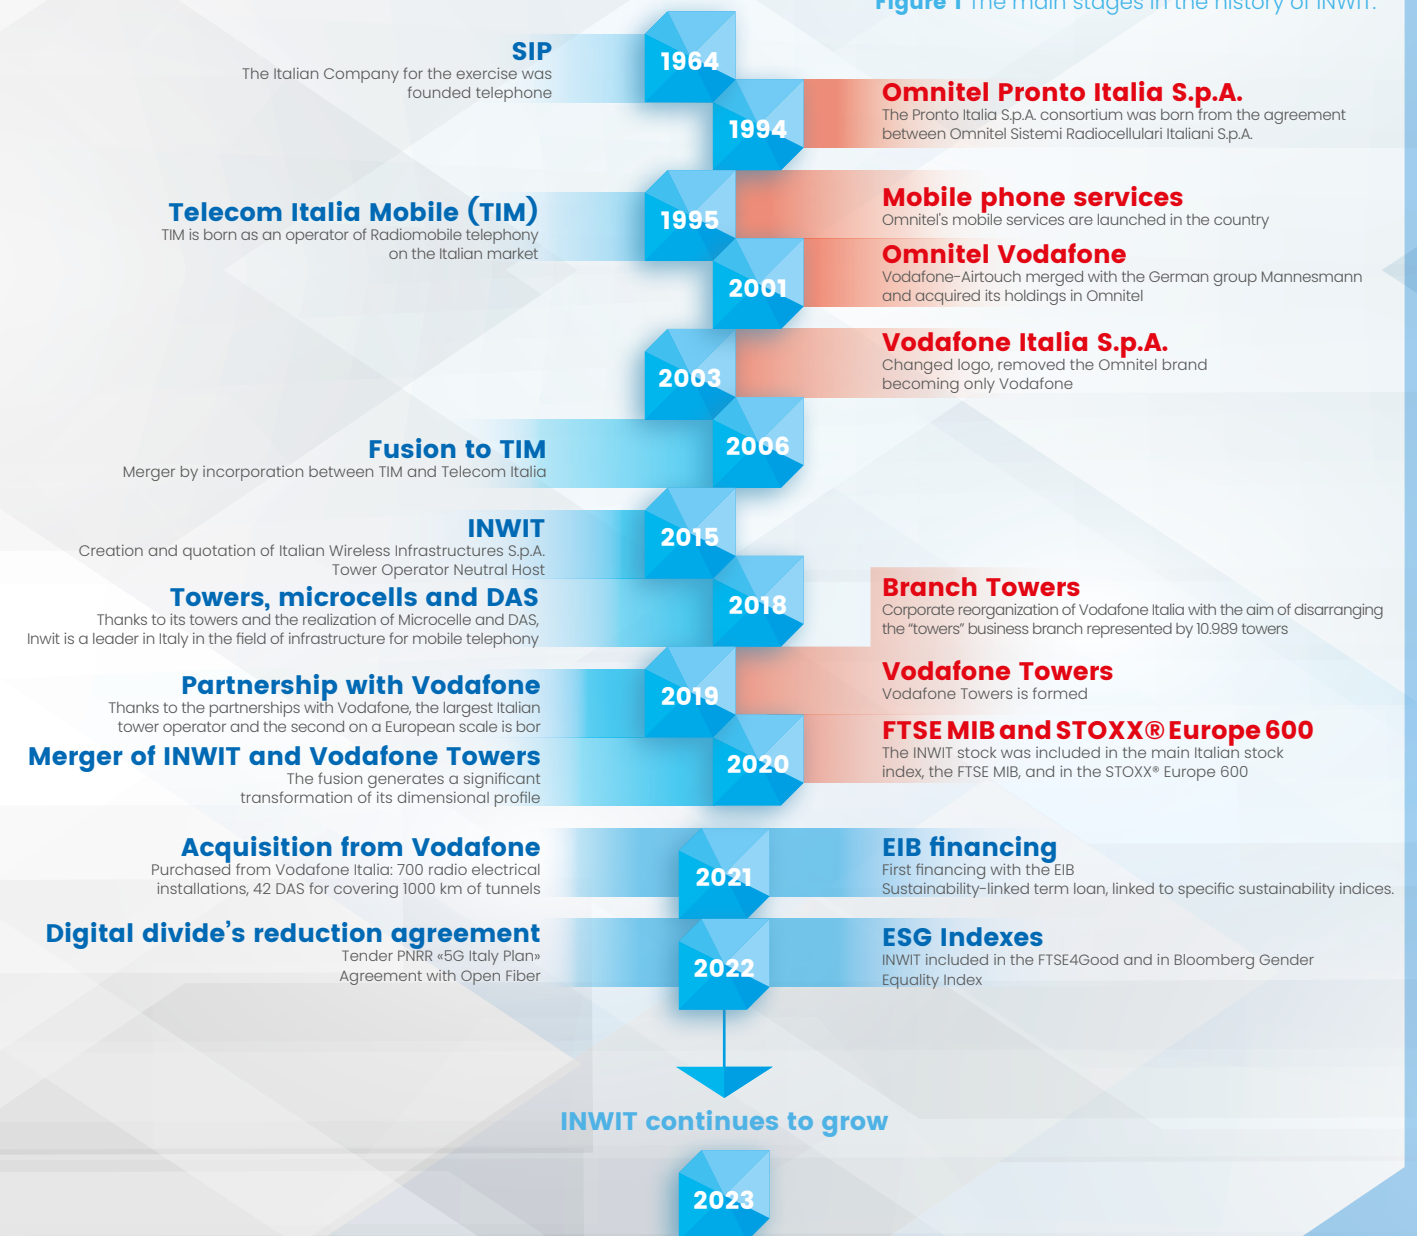 Figure 1 The main stages in the history of INWIT.
1964
SIP
The Italian Company for the exercise was
founded telephone
1994
Omnitel Pronto Italia S.p.A.
The Pronto Italia S.p.A. consortium was born from the agreement
between Omnitel Sistemi Radiocellulari Italiani S.p.A.
1995
Telecom Italia Mobile (TIM)
TIM is born as an operator of Radiomobile telephony
on the Italian market
Mobile phone services
Omnitel's mobile services are launched in the country
2001
Omnitel Vodafone
Vodafone-Airtouch merged with the German group Mannesmann
and acquired its holdings in Omnitel
2003
Vodafone Italia S.p.A.
Changed logo, removed the Omnitel brand
becoming only Vodafone
2006
Fusion to TIM
Merger by incorporation between TIM and Telecom Italia
2015
INWIT
Creation and quotation of Italian Wireless Infrastructures S.p.A.
Tower Operator Neutral Host
2018
Towers, microcells and DAS
Thanks to its towers and the realization of Microcelle and DAS,
Inwit is a leader in Italy in the field of infrastructure for mobile telephony
Branch Towers
Corporate reorganization of Vodafone Italia with the aim of disarranging
the “towers” business branch represented by 10.989 towers
2019
Partnership with Vodafone
Thanks to the partnerships with Vodafone, the largest Italian
tower operator and the second on a European scale is bor
Vodafone Towers
Vodafone Towers is formed
2020
Merger of INWIT and Vodafone Towers
The fusion generates a significant
transformation of its dimensional profile
FTSE MIB and STOXX® Europe 600
The INWIT stock was included in the main Italian stock
index, the FTSE MIB, and in the STOXX® Europe 600
2021
Acquisition from Vodafone
Purchased from Vodafone Italia: 700 radio electrical
installations, 42 DAS for covering 1000 km of tunnels
EIB financing
First financing with the EIB
Sustainability-linked term loan, linked to specific sustainability indices.
2022
Digital divide’s reduction agreement
Tender PNRR «5G Italy Plan»
Agreement with Open Fiber
ESG Indexes
INWIT included in the FTSE4Good and in Bloomberg Gender
Equality Index
INWIT continues to grow
2023